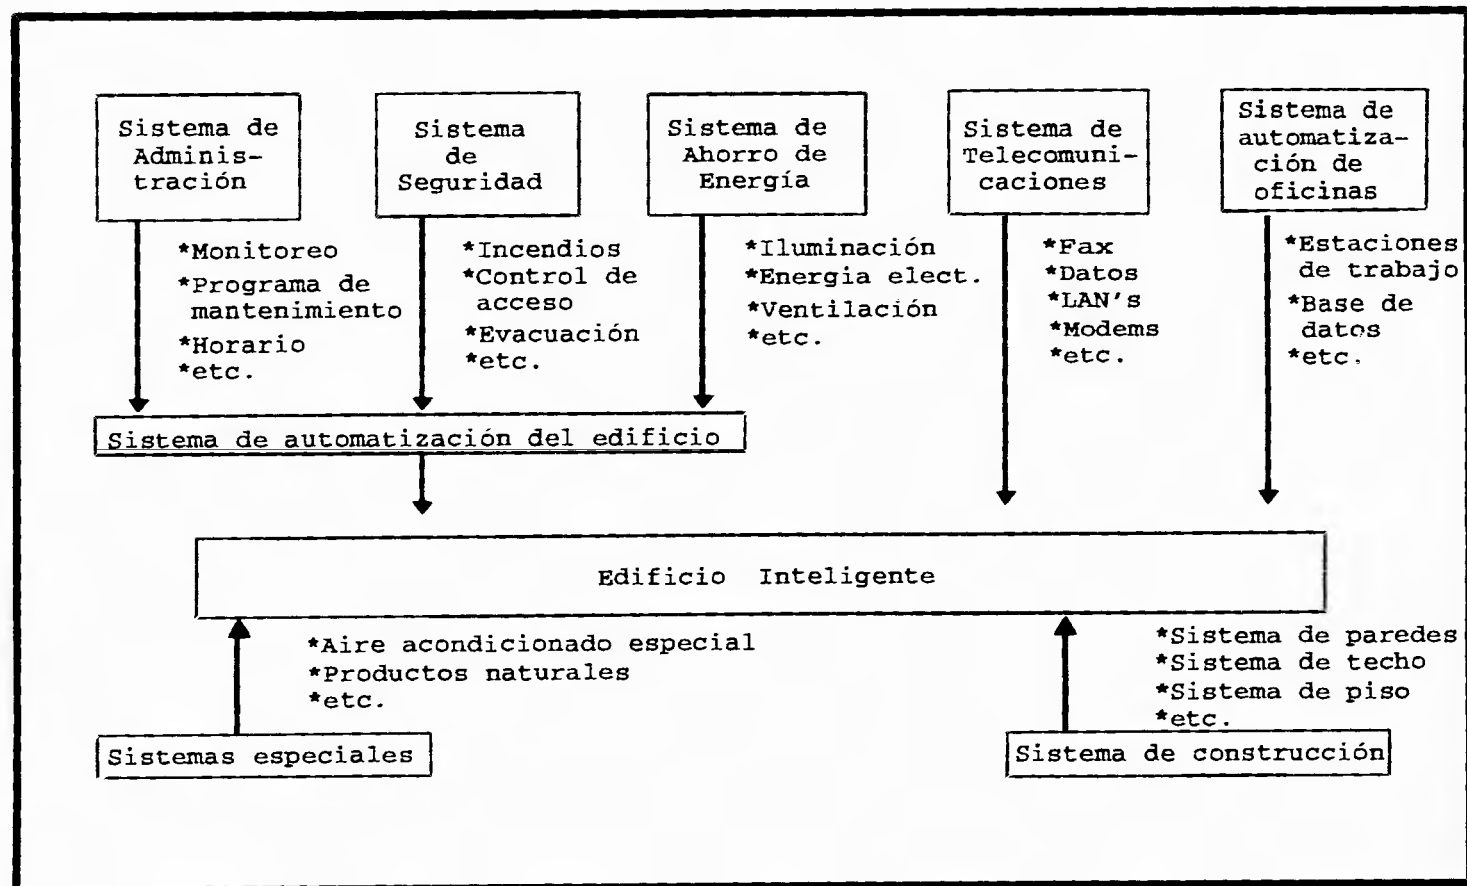 Sistema de
Adminis-
tración
Sistema
de
Seguridad
Sistema de
Ahorro de
Energía
Sistema de
Telecomuni-
caciones
Sistema de
automatiza-
ción de
oficinas
*Monitoreo
*Programa de
mantenimiento
*Horario
*etc.
*Incendios
*Control de
acceso
*Evacuación
*etc.
*Iluminación
*Energia elect.
*Ventilación
*etc.
*Fax
*Datos
*LAN's
*Modems
*etc.
*Estaciones
de trabajo
*Base de
datos
*etc.
Sistema de automatización del edificio
Edificio Inteligente
*Aire acondicionado especial
*Productos naturales
*etc.
Sistemas especiales
*Sistema de paredes
*Sistema de techo
*Sistema de piso
*etc.
Sistema de construcción